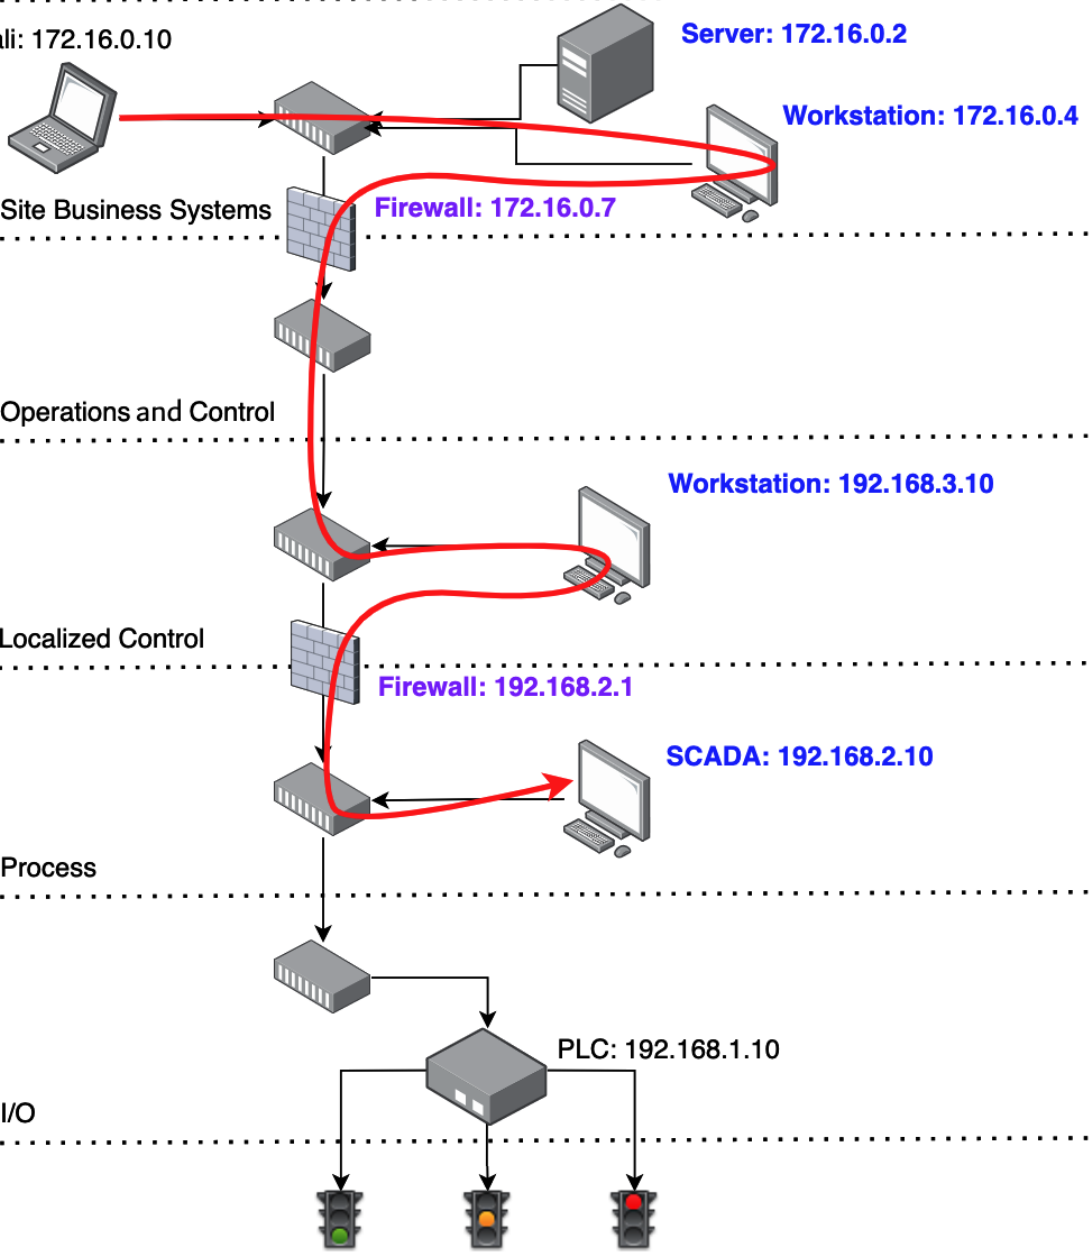 Server: 172.16.0.2
ali: 172.16.0.10
Workstation: 172.16.0.4
Site Business Systems
Firewall: 172.16.0.7
Operations and Control
Workstation: 192.168.3.10
Localized Control
Firewall: 192.168.2.1
SCADA: 192.168.2.10
Process
PLC: 192.168.1.10
I/O